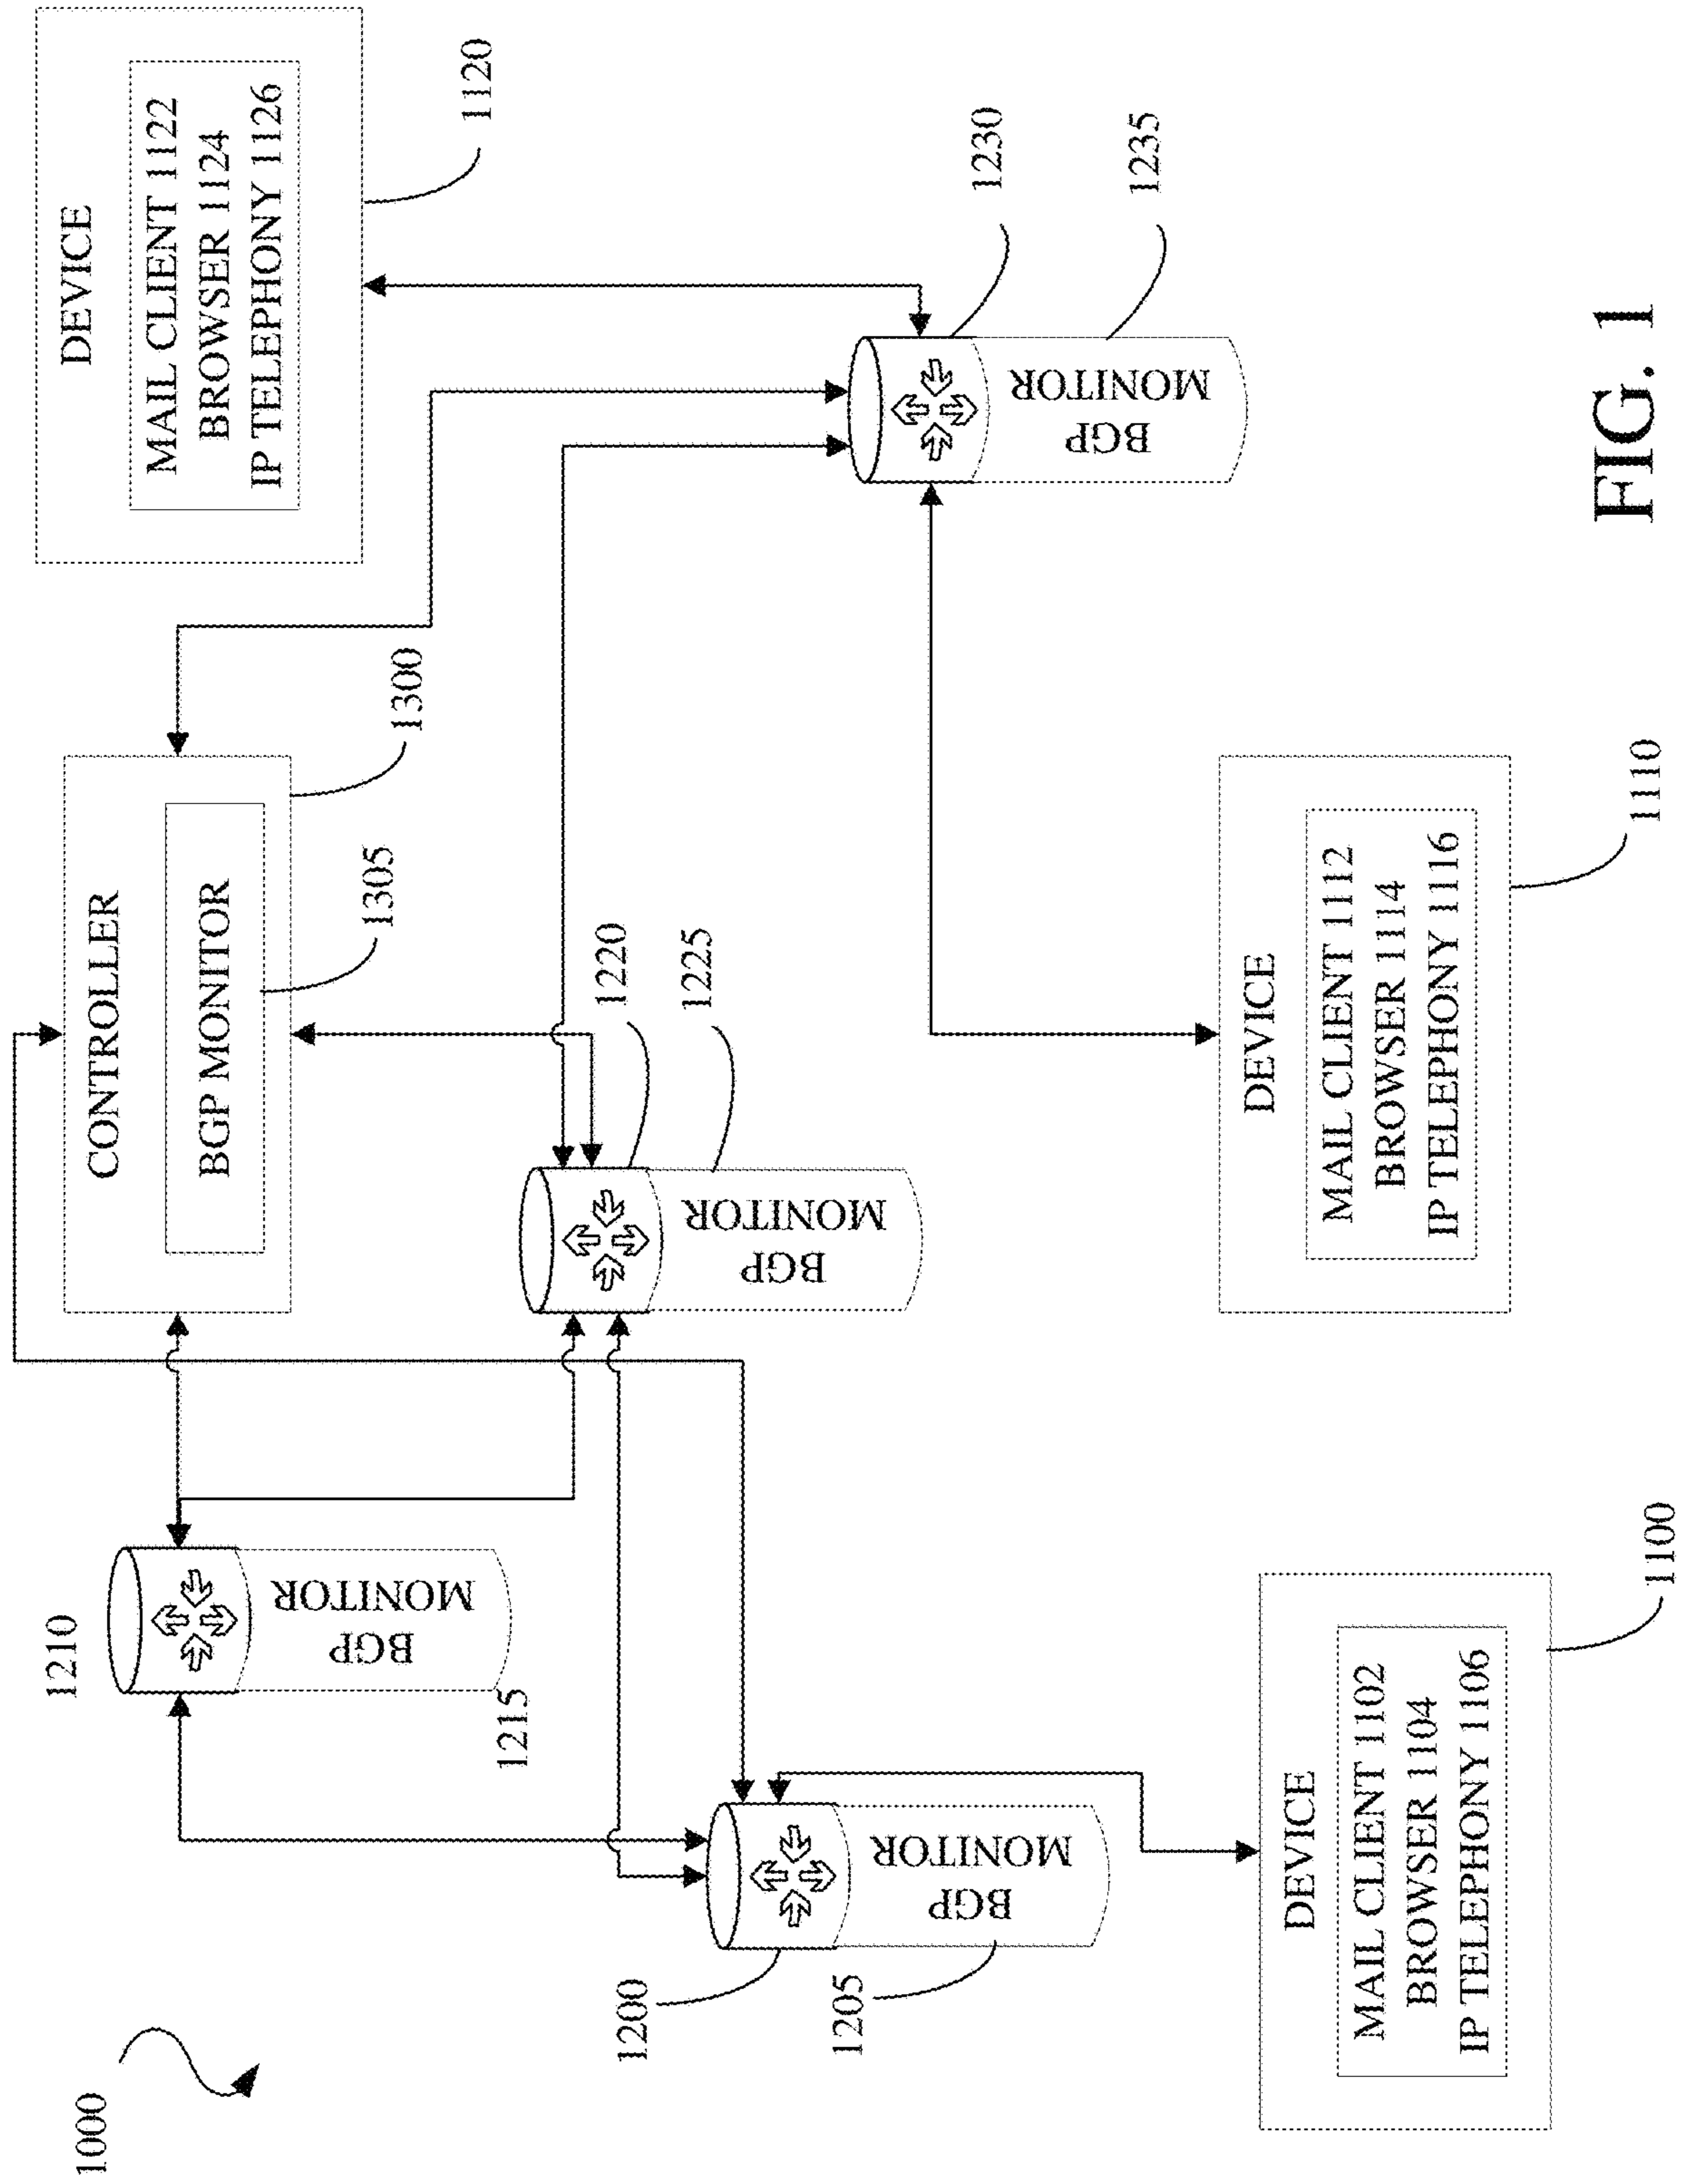 1000
1210
BGP
MONITOR
1215
1200
BGP
MONITOR
1205
CONTROLLER
BGP MONITOR
1305
1300
BGP
MONITOR
1220
1225
DEVICE
MAIL CLIENT 1122
BROWSER 1124
IP TELEPHONY 1126
1120
BGP
MONITOR
1230
1235
DEVICE
MAIL CLIENT 1102
BROWSER 1104
IP TELEPHONY 1106
1100
DEVICE
MAIL CLIENT 1112
BROWSER 1114
IP TELEPHONY 1116
1110
FIG. 1